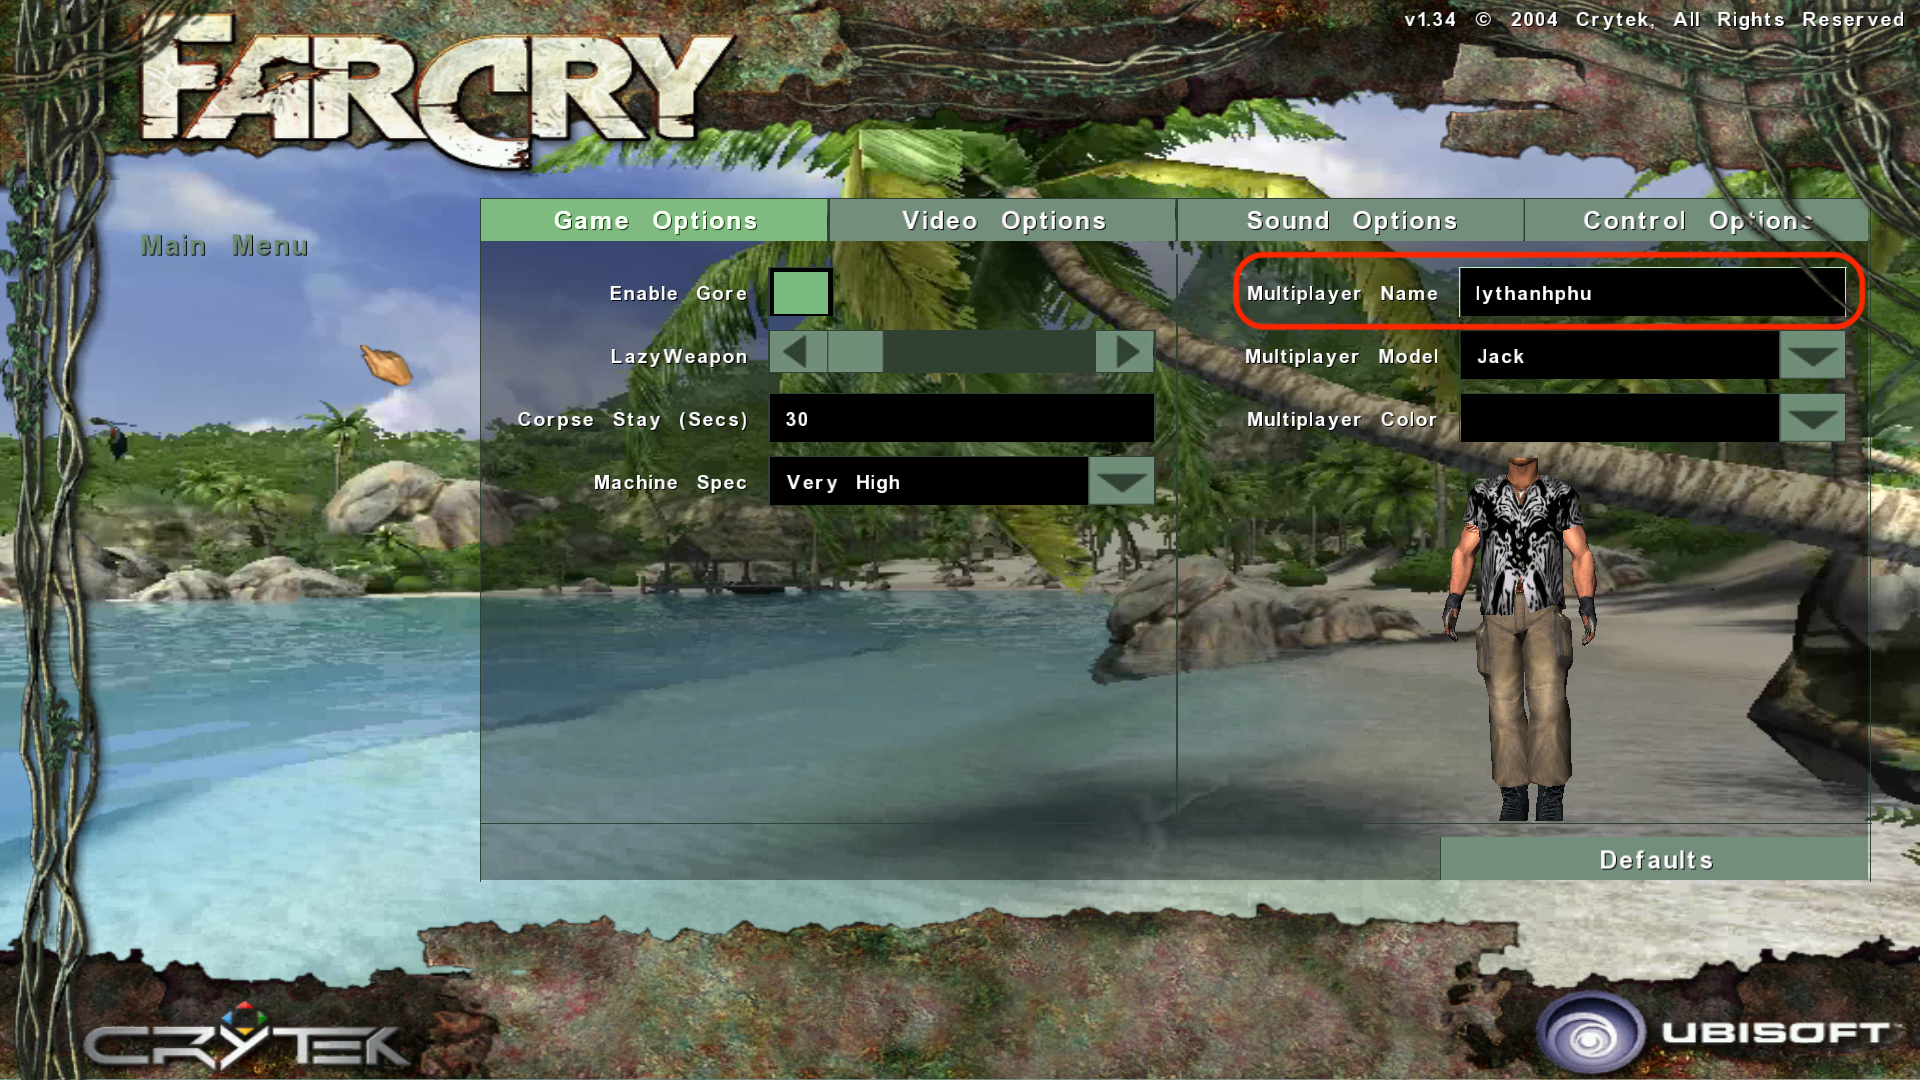 v1.34 © 2004 Crytek, All Rights Reserved
FARCRY
Main Menu
Game Options
Video Options
Sound Options
Control Options
Enable Gore
LazyWeapon
Corpse Stay (Secs)
30
Machine Spec
Very High
Multiplayer Name
lythanhphu
Multiplayer Model
Jack
Multiplayer Color
Defaults
CRYTEK
UBISOFT